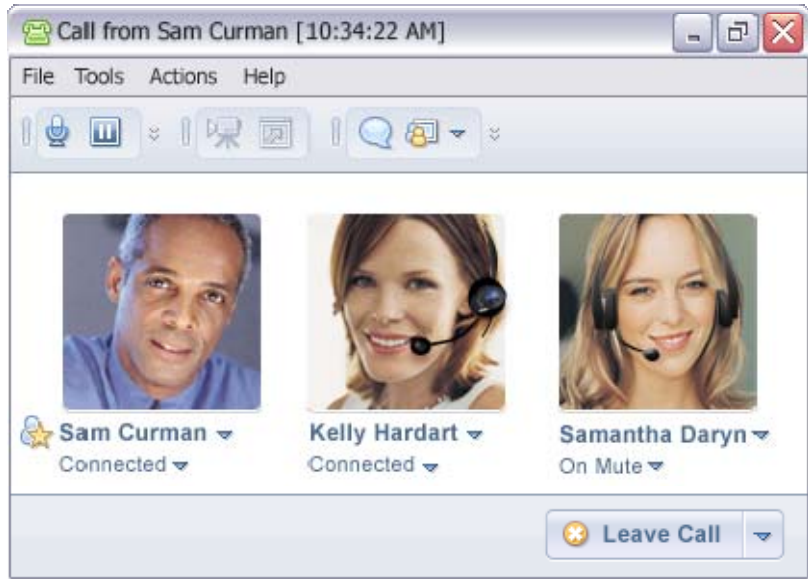 Call from Sam Curman [10:34:22 AM]
File Tools Actions Help
Sam Curman Kelly Hardart Samantha Daryn
Connected Connected On Mute
Leave Call